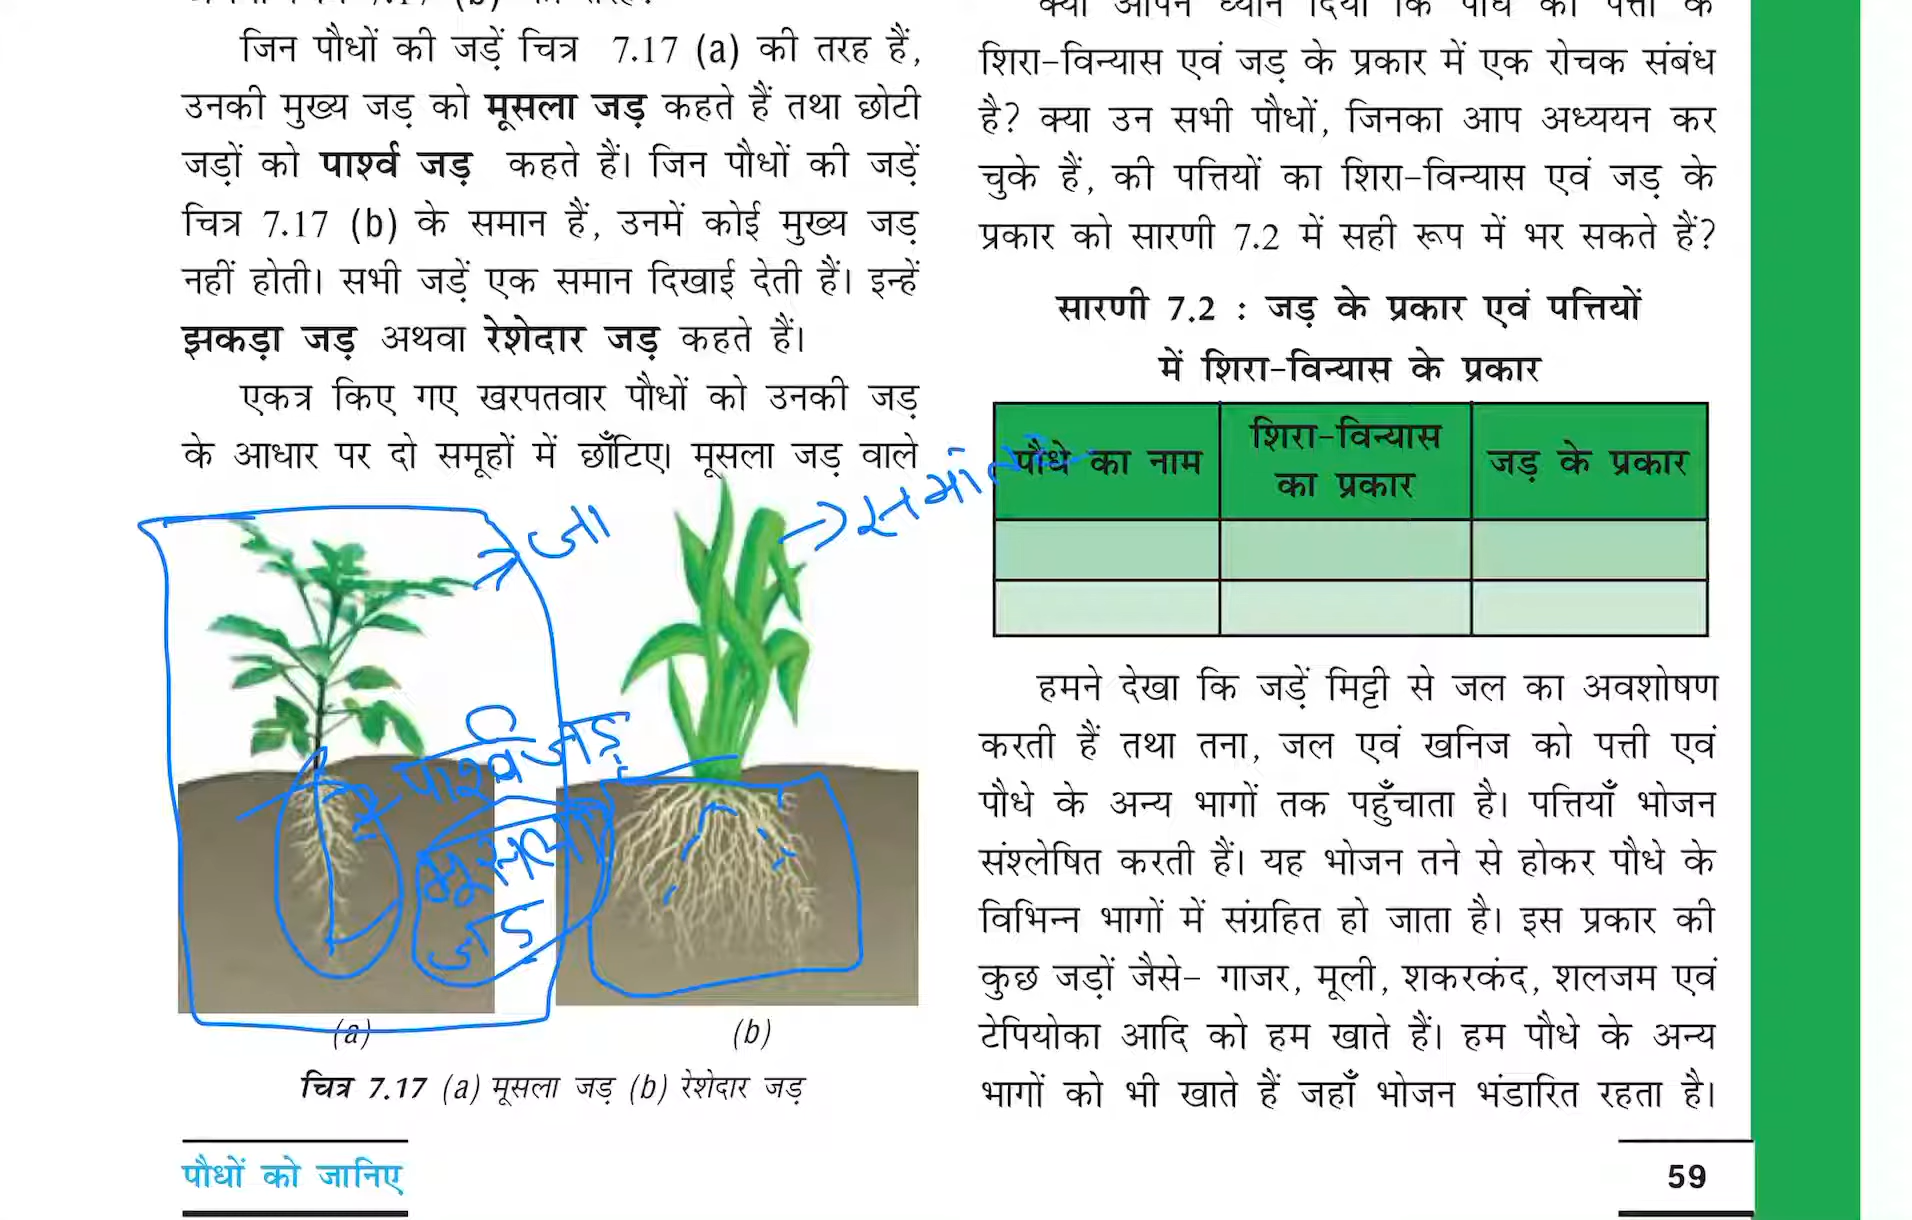 जिन पौधों की जड़ें चित्र 7.17 (a) की तरह हैं,
उनकी मुख्य जड़ को मूसला जड़ कहते हैं तथा छोटी
जड़ों को पार्श्व जड़ कहते हैं। जिन पौधों की जड़ें
चित्र 7.17 (b) के समान हैं, उनमें कोई मुख्य जड़
नहीं होती। सभी जड़ें एक समान दिखाई देती हैं। इन्हें
झकड़ा जड़ अथवा रेशेदार जड़ कहते हैं।
एकत्र किए गए खरपतवार पौधों को उनकी जड़
के आधार पर दो समूहों में छाँटिए। मूसला जड़ वाले
जा
पार्श्व जड़
मूसला
जड़
(a)
(b)
चित्र 7.17 (a) मूसला जड़ (b) रेशेदार जड़
पौधों को जानिए
क्या आपने ध्यान दिया कि पौधे की पत्ती के
शिरा-विन्यास एवं जड़ के प्रकार में एक रोचक संबंध
है? क्या उन सभी पौधों, जिनका आप अध्ययन कर
चुके हैं, की पत्तियों का शिरा-विन्यास एवं जड़ के
प्रकार को सारणी 7.2 में सही रूप में भर सकते हैं?
सारणी 7.2 : जड़ के प्रकार एवं पत्तियों
में शिरा-विन्यास के प्रकार
पौधे का नाम
शिरा-विन्यास
का प्रकार
जड़ के प्रकार
हमने देखा कि जड़ें मिट्टी से जल का अवशोषण
करती हैं तथा तना, जल एवं खनिज को पत्ती एवं
पौधे के अन्य भागों तक पहुँचाता है। पत्तियाँ भोजन
संश्लेषित करती हैं। यह भोजन तने से होकर पौधे के
विभिन्न भागों में संग्रहित हो जाता है। इस प्रकार की
कुछ जड़ों जैसे- गाजर, मूली, शकरकंद, शलजम एवं
टेपियोका आदि को हम खाते हैं। हम पौधे के अन्य
भागों को भी खाते हैं जहाँ भोजन भंडारित रहता है।
59